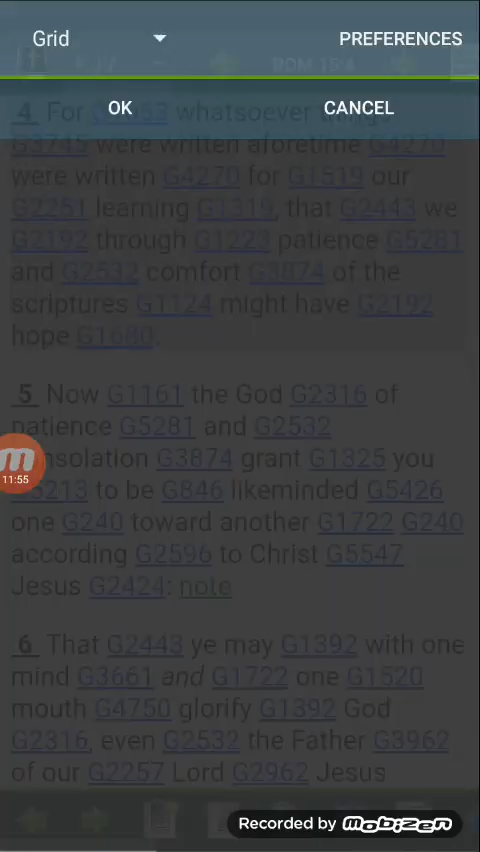 Grid
PREFERENCES
ROM 15:4
OK
CANCEL
4 For whatsoever things
G3745 were written aforetime G4270
were written G4270 for G1519 our
G2251 learning G1319, that G2443 we
G2192 through G1223 patience G5281
and G2532 comfort G3874 of the
scriptures G1124 might have G2192
hope G1680.
5 Now G1161 the God G2316 of
patience G5281 and G2532
consolation G3874 grant G1325 you
G5213 to be G846 likeminded G5426
one G240 toward another G1722 G240
according G2596 to Christ G5547
Jesus G2424: note
11:55
6 That G2443 ye may G1392 with one
mind G3661 and G1722 one G1520
mouth G4750 glorify G1392 God
G2316, even G2532 the Father G3962
of our G2257 Lord G2962 Jesus
Recorded by mobizen